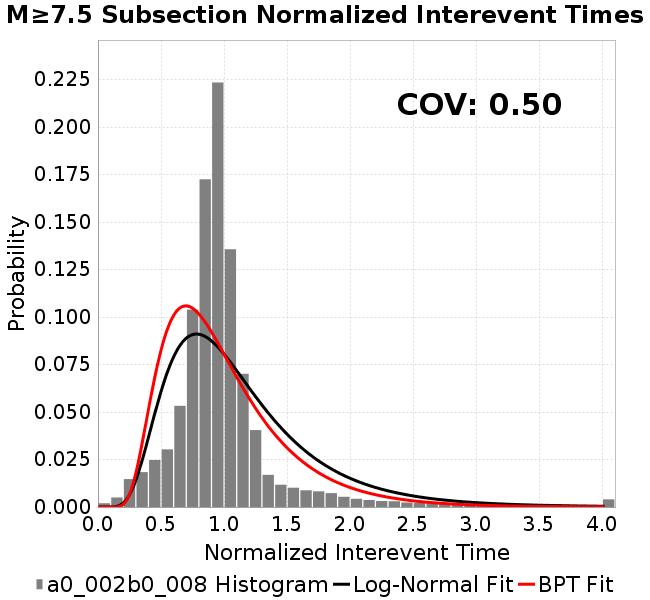 M≥7.5 Subsection Normalized Interevent Times
COV: 0.50
Probability
0.225
0.200
0.175
0.150
0.125
0.100
0.075
0.050
0.025
0.000
0.0 0.5 1.0 1.5 2.0 2.5 3.0 3.5 4.0
Normalized Interevent Time
a0_002b0_008 Histogram Log-Normal Fit BPT Fit